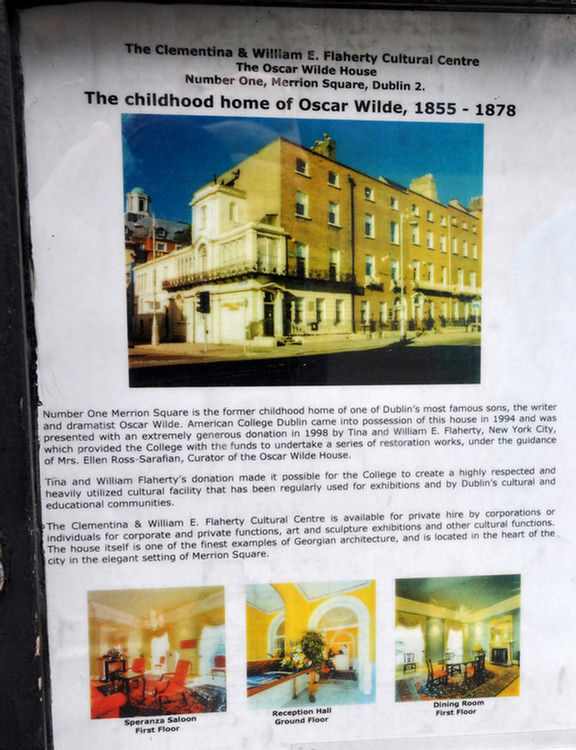 The Clementina & William E. Flaherty Cultural Centre
The Oscar Wilde House
Number One, Merrion Square, Dublin 2.
The childhood home of Oscar Wilde, 1855 - 1878
Number One Merrion Square is the former childhood home of one of Dublin's most famous sons, the writer
and dramatist Oscar Wilde. American College Dublin came into possession of this house in 1994 and was
presented with an extremely generous donation in 1998 by Tina and William E. Flaherty, New York City,
which provided the College with the funds to undertake a series of restoration works, under the guidance
of Mrs. Ellen Ross-Sarafian, Curator of the Oscar Wilde House.
Tina and William Flaherty's donation made it possible for the College to create a highly respected and
heavily utilized cultural facility that has been regularly used for exhibitions and by Dublin's cultural and
educational communities.
The Clementina & William E. Flaherty Cultural Centre is available for private hire by corporations or
individuals for corporate and private functions, art and sculpture exhibitions and other cultural functions.
The house itself is one of the finest examples of Georgian architecture, and is located in the heart of the
city in the elegant setting of Merrion Square.
Speranza Saloon
First Floor
Reception Hall
Ground Floor
Dining Room
First Floor